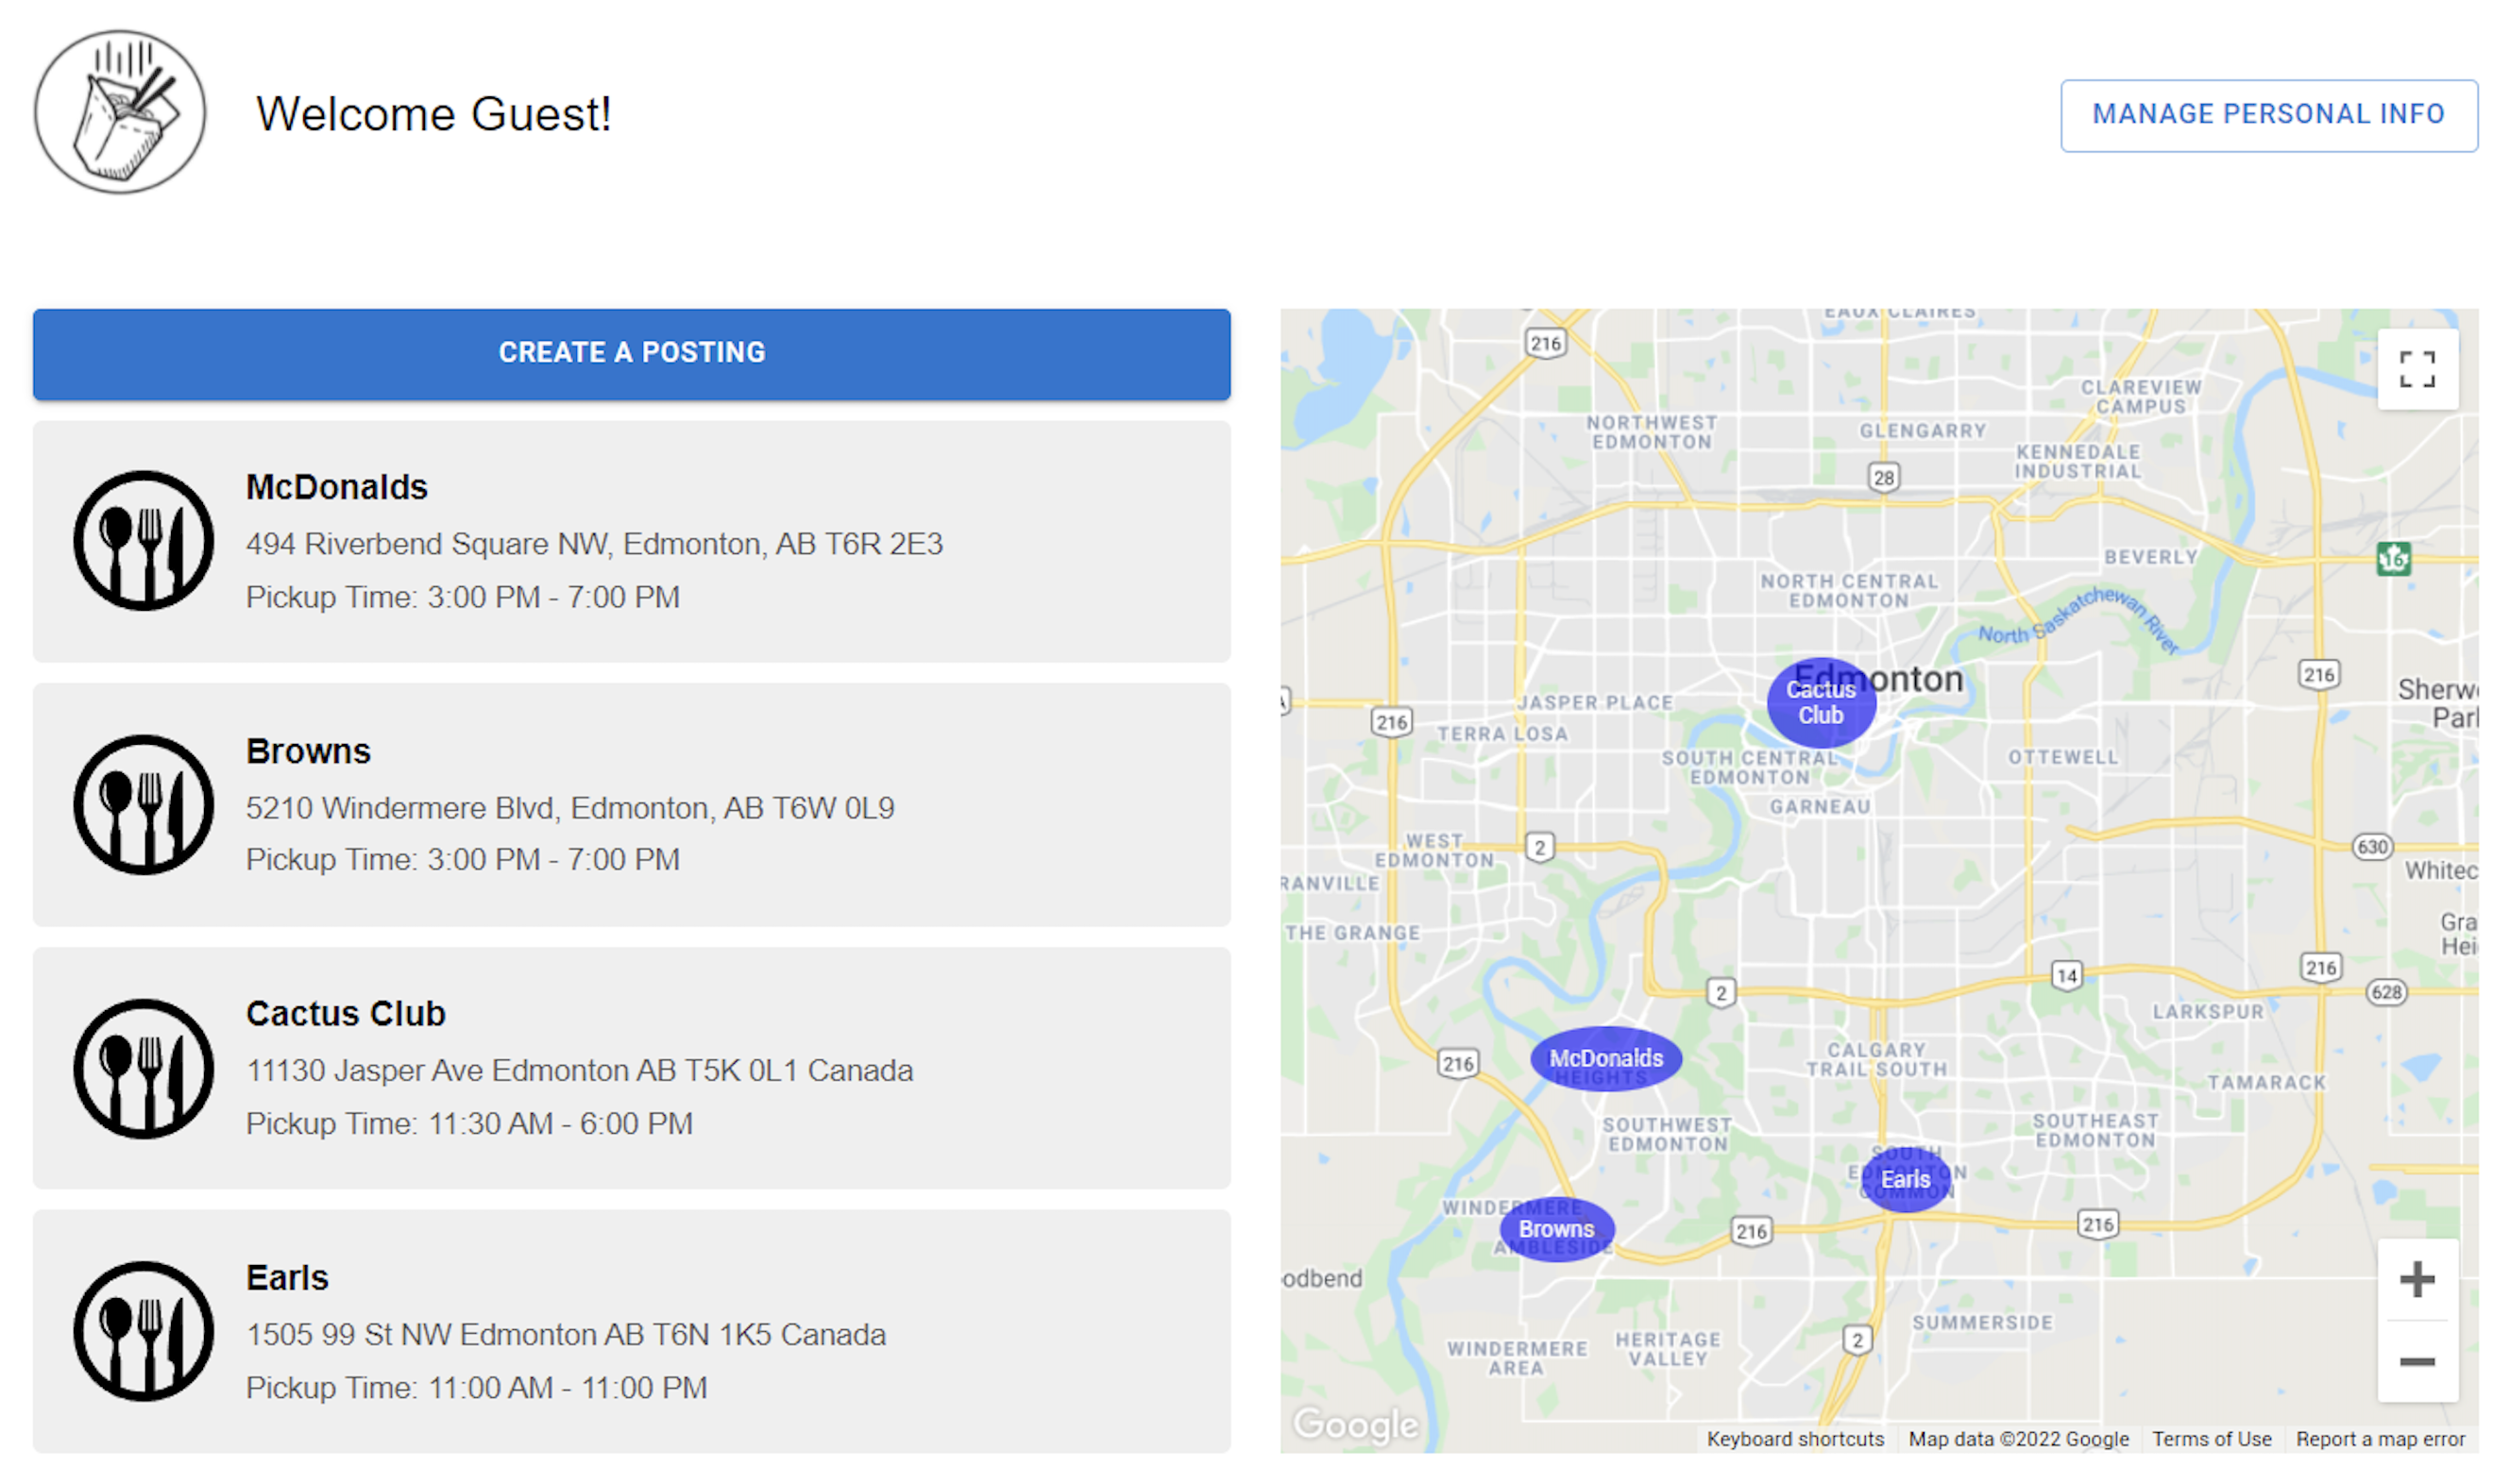 Welcome Guest!
MANAGE PERSONAL INFO
CREATE A POSTING
McDonalds
494 Riverbend Square NW, Edmonton, AB T6R 2E3
Pickup Time: 3:00 PM - 7:00 PM
Browns
5210 Windermere Blvd, Edmonton, AB T6W 0L9
Pickup Time: 3:00 PM - 7:00 PM
Cactus Club
11130 Jasper Ave Edmonton AB T5K 0L1 Canada
Pickup Time: 11:30 AM - 6:00 PM
Earls
1505 99 St NW Edmonton AB T6N 1K5 Canada
Pickup Time: 11:00 AM - 11:00 PM
EAUX CLAIRES
216
CLAREVIEW
CAMPUS
NORTHWEST
EDMONTON
GLENGARRY
KENNEDALE
INDUSTRIAL
28
BEVERLY
16
NORTH CENTRAL
EDMONTON
North Saskatchewan River
Edmonton
Cactus
Club
216
Sherw
Park
JASPER PLACE
216
TERRA LOSA
SOUTH CENTRAL
EDMONTON
OTTEWELL
GARNEAU
WEST
EDMONTON
2
630
Whitec
RANVILLE
THE GRANGE
Gra
Hei
216
14
2
628
LARKSPUR
McDonalds
HEIGHTS
216
CALGARY
TRAIL SOUTH
TAMARACK
SOUTHWEST
EDMONTON
SOUTHEAST
EDMONTON
SOUTH
EDMONTON
COMMON
Earls
WINDERMERE
Browns
AMBLESIDE
216
216
odbend
SUMMERSIDE
WINDERMERE
AREA
HERITAGE
VALLEY
2
Google
Keyboard shortcuts
Map data ©2022 Google
Terms of Use
Report a map error